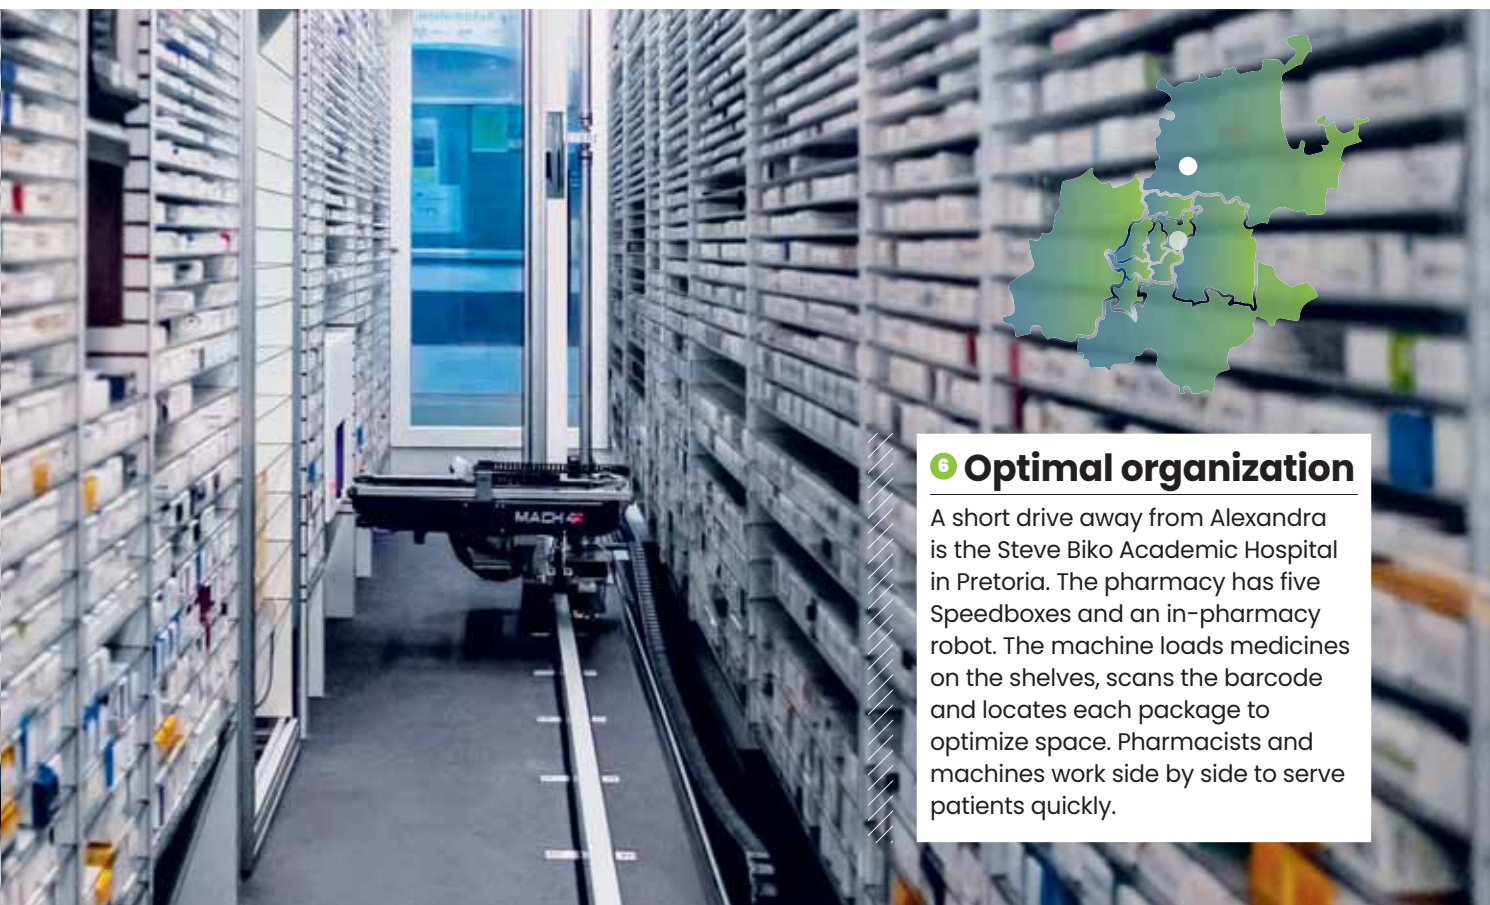 MACH4
6 Optimal organization
A short drive away from Alexandra
is the Steve Biko Academic Hospital
in Pretoria. The pharmacy has five
Speedboxes and an in-pharmacy
robot. The machine loads medicines
on the shelves, scans the barcode
and locates each package to
optimize space. Pharmacists and
machines work side by side to serve
patients quickly.